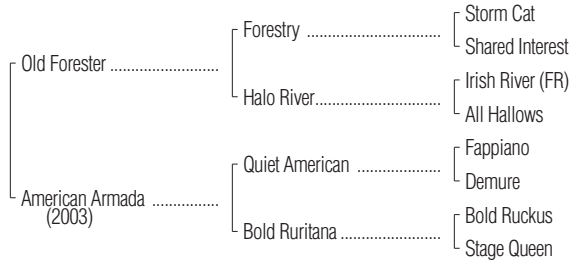 Storm Cat
Forestry ..............................
Shared Interest
Old Forester ........................
Irish River (FR)
Halo River............................
All Hallows
Fappiano
Quiet American ...................
Demure
American Armada ...............
(2003)
Bold Ruckus
Bold Ruritana ......................
Stage Queen